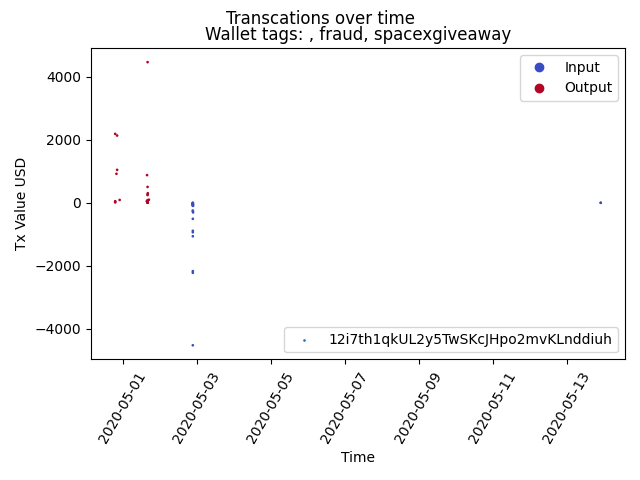 Transcations over time
Wallet tags: , fraud, spacexgiveaway
Input
Output
4000
2000
0
−2000
−4000
Tx Value USD
12i7th1qkUL2y5TwSKcJHpo2mvKLnddiuh
2020-05-01
2020-05-03
2020-05-05
2020-05-07
2020-05-09
2020-05-11
2020-05-13
Time